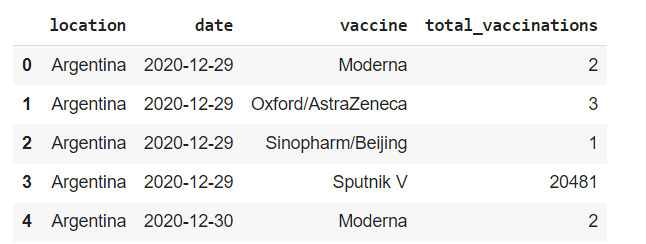 location date vaccine total_vaccinations
0 Argentina 2020-12-29 Moderna 2
1 Argentina 2020-12-29 Oxford/AstraZeneca 3
2 Argentina 2020-12-29 Sinopharm/Beijing 1
3 Argentina 2020-12-29 Sputnik V 20481
4 Argentina 2020-12-30 Moderna 2